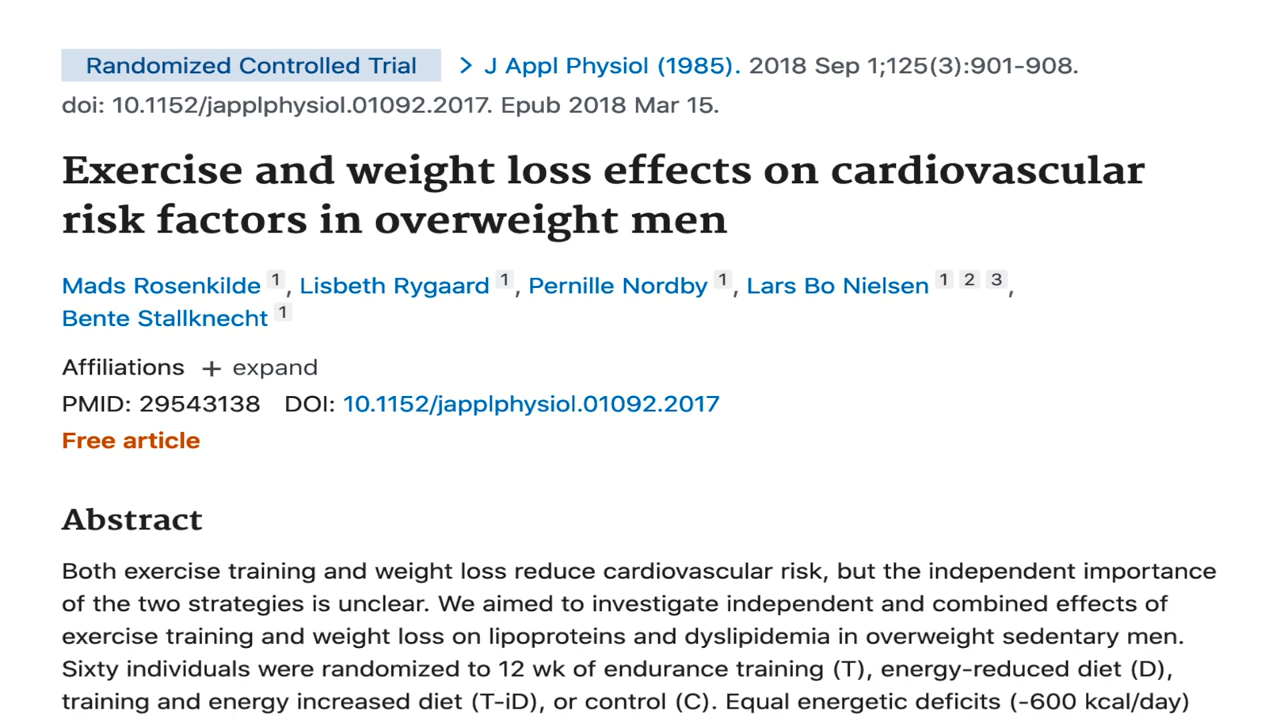 Randomized Controlled Trial > J Appl Physiol (1985). 2018 Sep 1;125(3):901-908.
doi: 10.1152/japplphysiol.01092.2017. Epub 2018 Mar 15.
Exercise and weight loss effects on cardiovascular
risk factors in overweight men
Mads Rosenkilde 1, Lisbeth Rygaard 1, Pernille Nordby 1, Lars Bo Nielsen 1 2 3,
Bente Stallknecht 1
Affiliations + expand
PMID: 29543138 DOI: 10.1152/japplphysiol.01092.2017
Free article
Abstract
Both exercise training and weight loss reduce cardiovascular risk, but the independent importance
of the two strategies is unclear. We aimed to investigate independent and combined effects of
exercise training and weight loss on lipoproteins and dyslipidemia in overweight sedentary men.
Sixty individuals were randomized to 12 wk of endurance training (T), energy-reduced diet (D),
training and energy increased diet (T-iD), or control (C). Equal energetic deficits (-600 kcal/day)